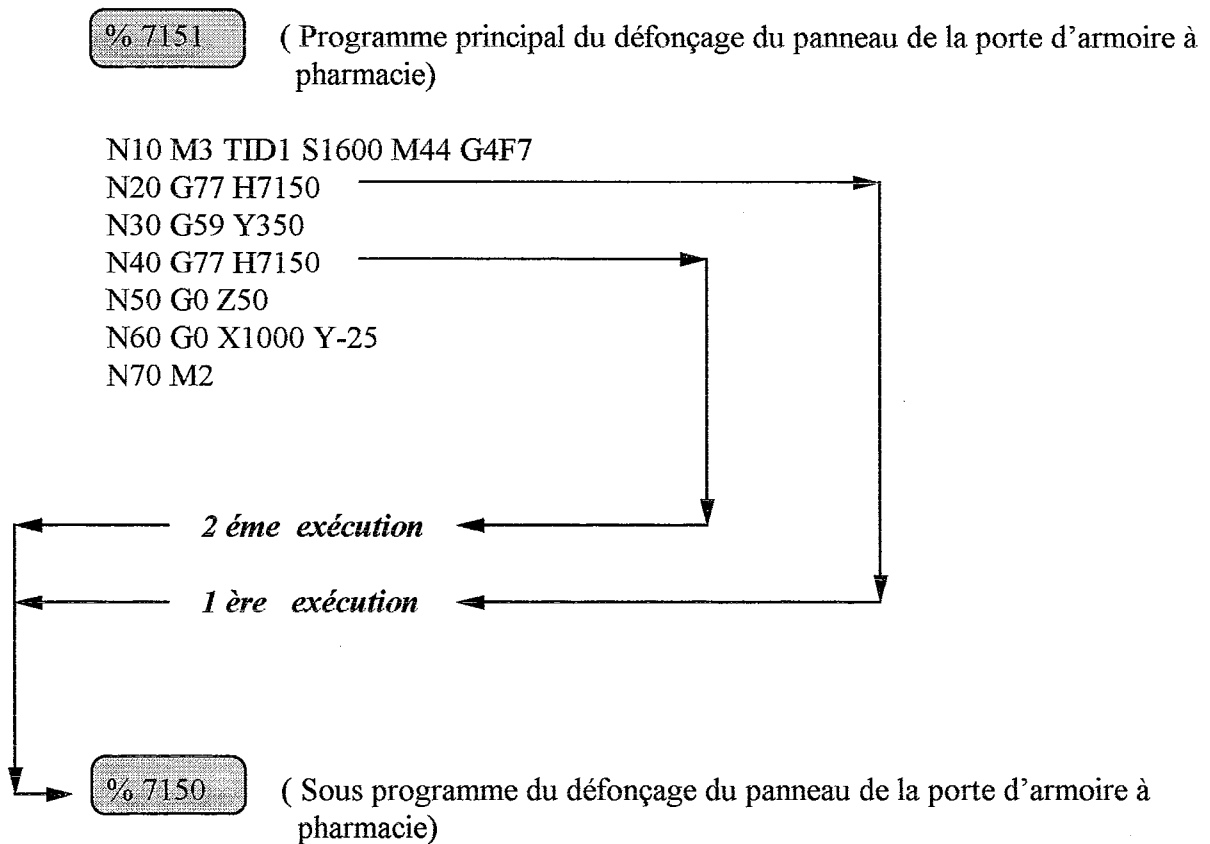 % 7151 ( Programme principal du défonçage du panneau de la porte d'armoire à
pharmacie)
N10 M3 TID1 S1600 M44 G4F7
N20 G77 H7150
N30 G59 Y350
N40 G77 H7150
N50 G0 Z50
N60 G0 X1000 Y-25
N70 M2
2 éme exécution
1 ère exécution
% 7150 ( Sous programme du défonçage du panneau de la porte d'armoire à
pharmacie)